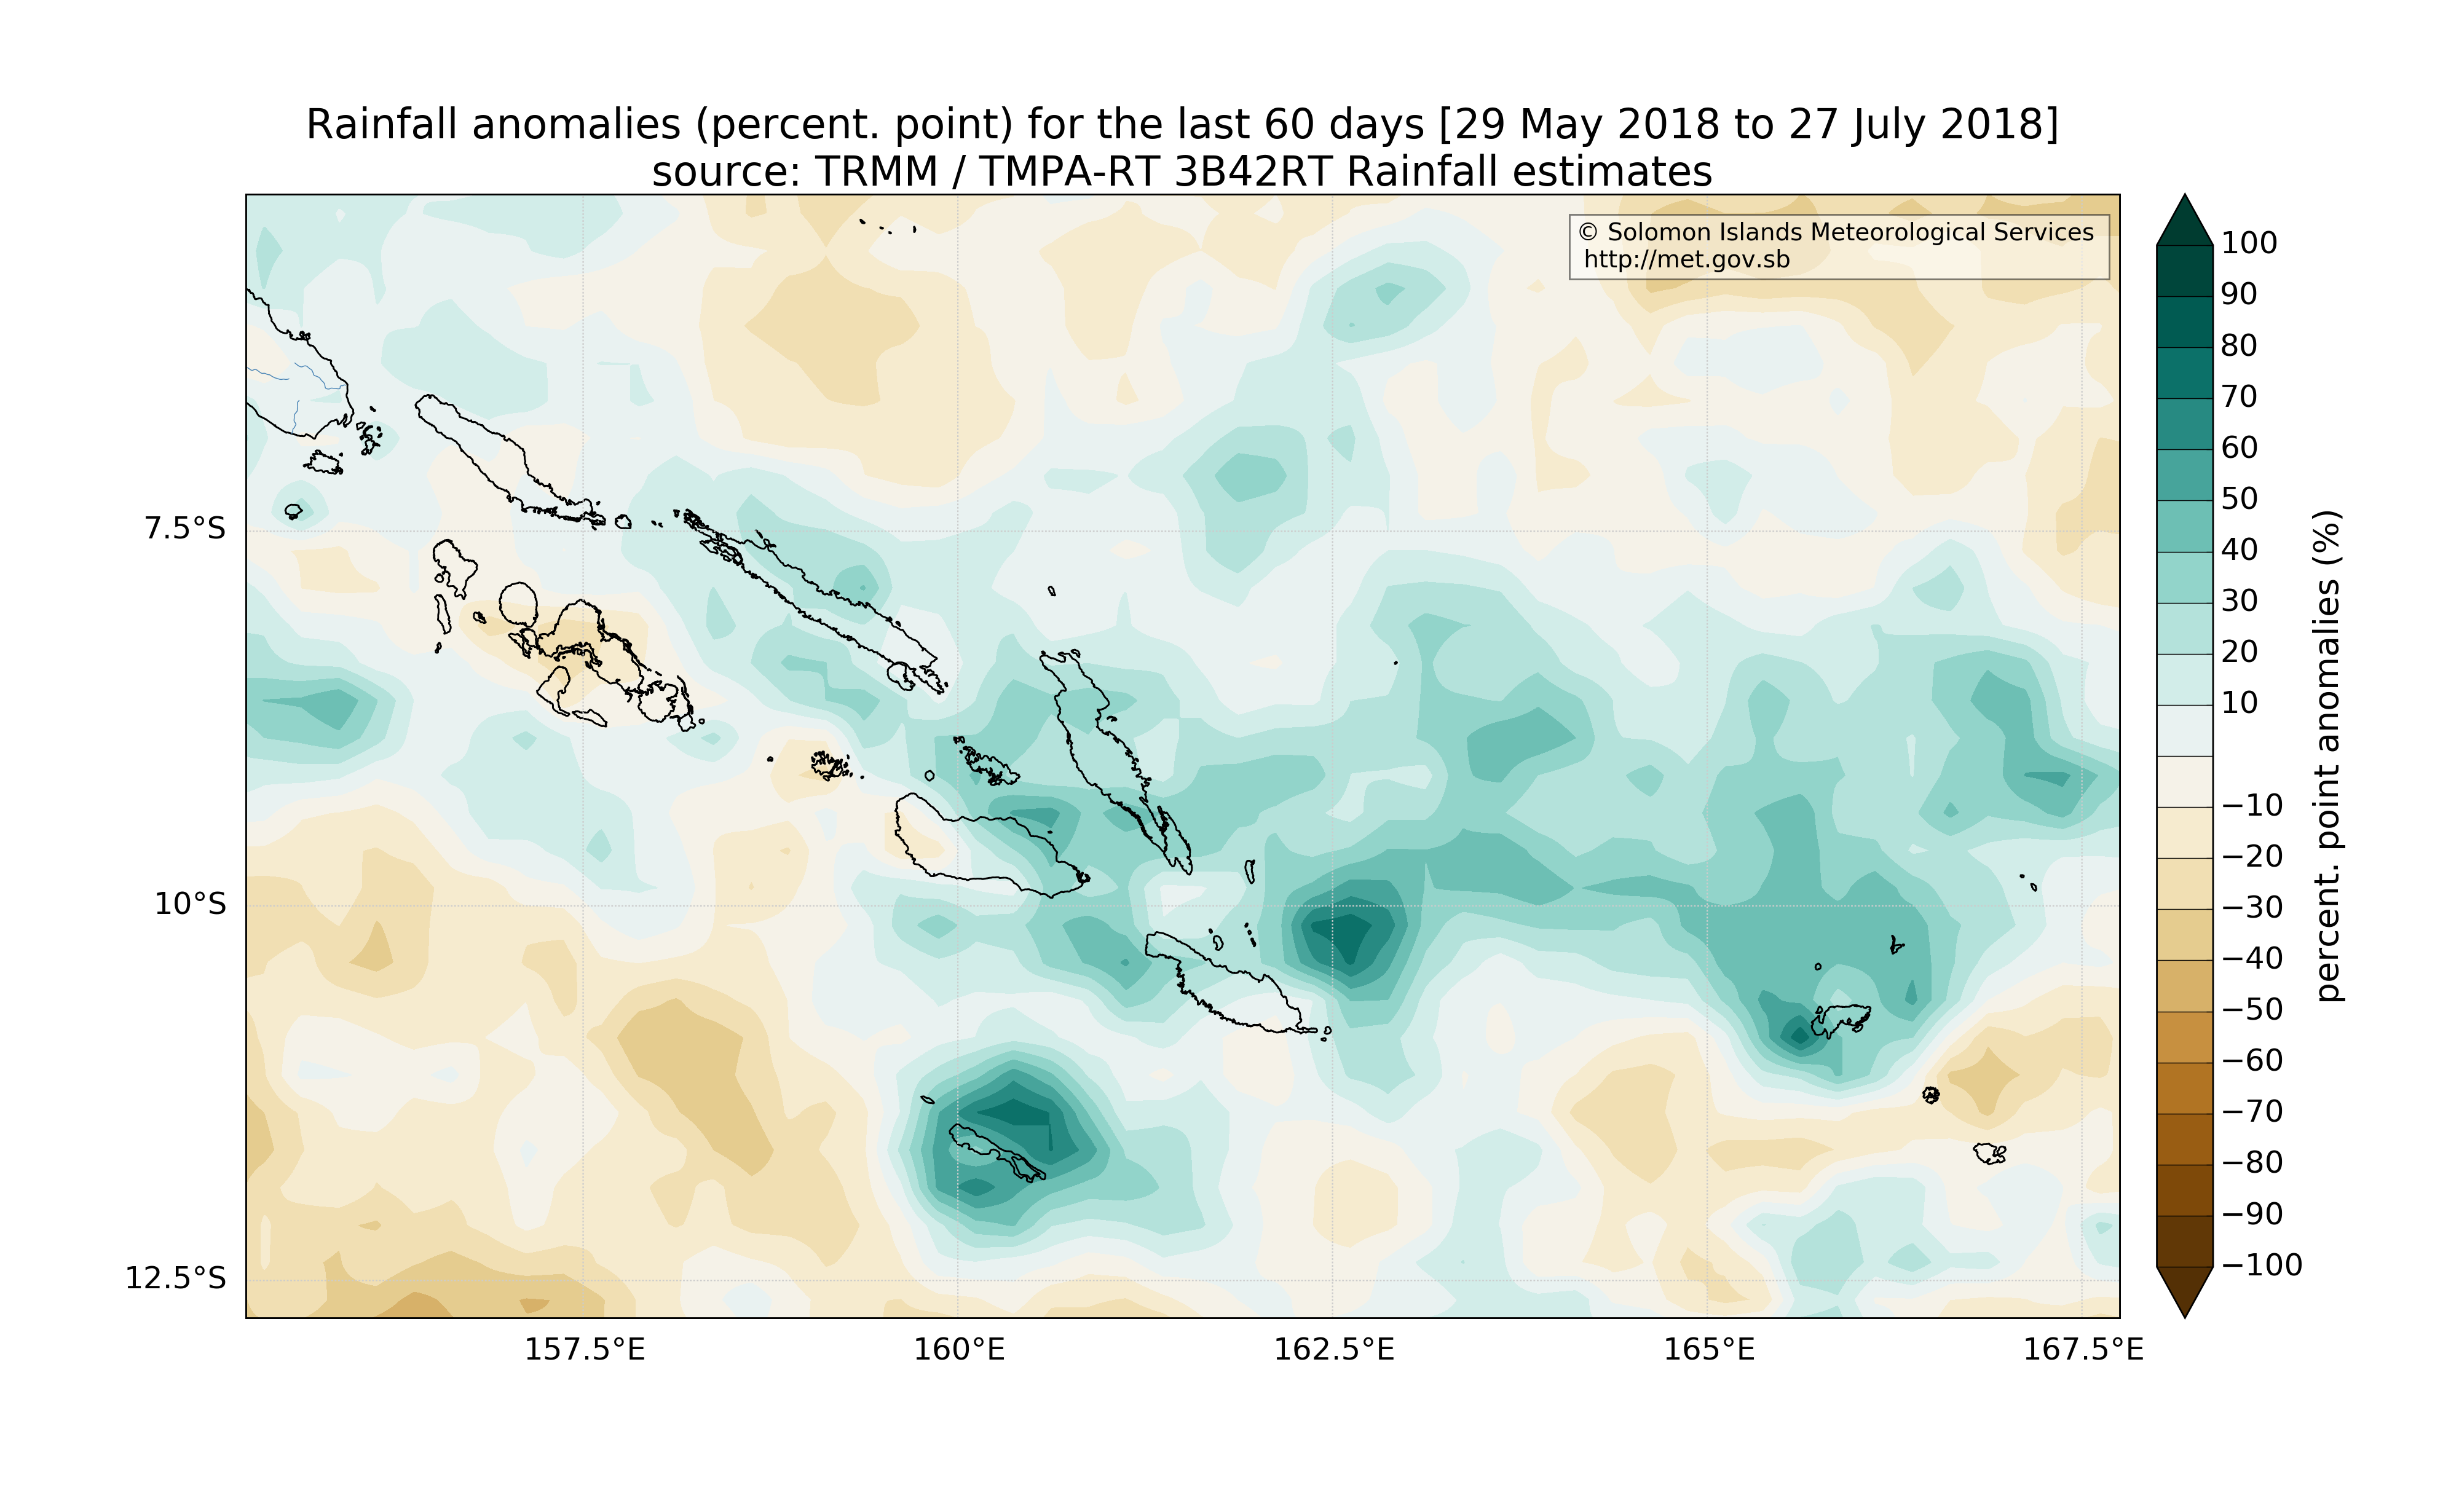 Rainfall anomalies (percent. point) for the last 60 days [29 May 2018 to 27 July 2018]
source: TRMM / TMPA-RT 3B42RT Rainfall estimates
© Solomon Islands Meteorological Services
http://met.gov.sb
7.5°S
10°S
12.5°S
157.5°E
160°E
162.5°E
165°E
167.5°E
100
90
80
70
60
50
40
30
20
10
−10
−20
−30
−40
−50
−60
−70
−80
−90
−100
percent. point anomalies (%)